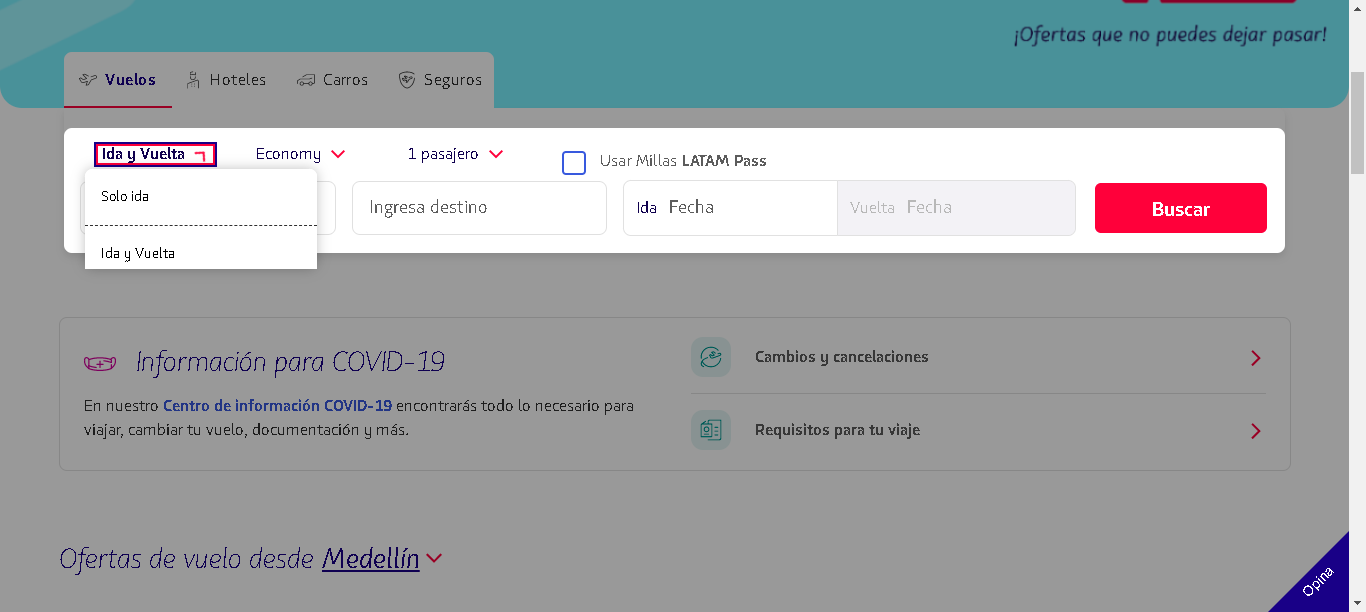 ¡Ofertas que no puedes dejar pasar!
Vuelos Hoteles Carros Seguros
Ida y Vuelta Economy 1 pasajero Usar Millas LATAM Pass
Solo ida
Ingresa destino Ida Fecha Vuelta Fecha Buscar
Ida y Vuelta
Información para COVID-19
En nuestro Centro de información COVID-19 encontrarás todo lo necesario para
viajar, cambiar tu vuelo, documentación y más.
Cambios y cancelaciones
Requisitos para tu viaje
Ofertas de vuelo desde Medellín
Opina